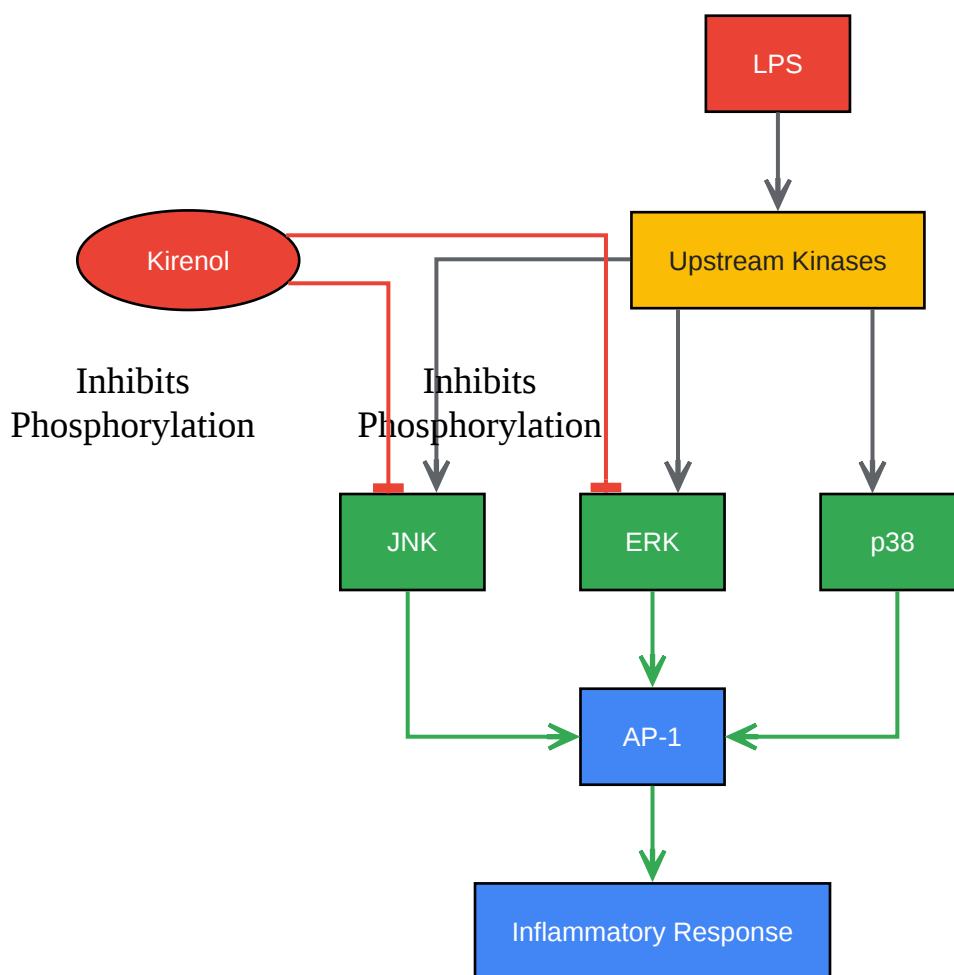 LPS
Kirenol
Upstream Kinases
Inhibits
Phosphorylation
Inhibits
Phosphorylation
JNK
ERK
p38
AP-1
Inflammatory Response